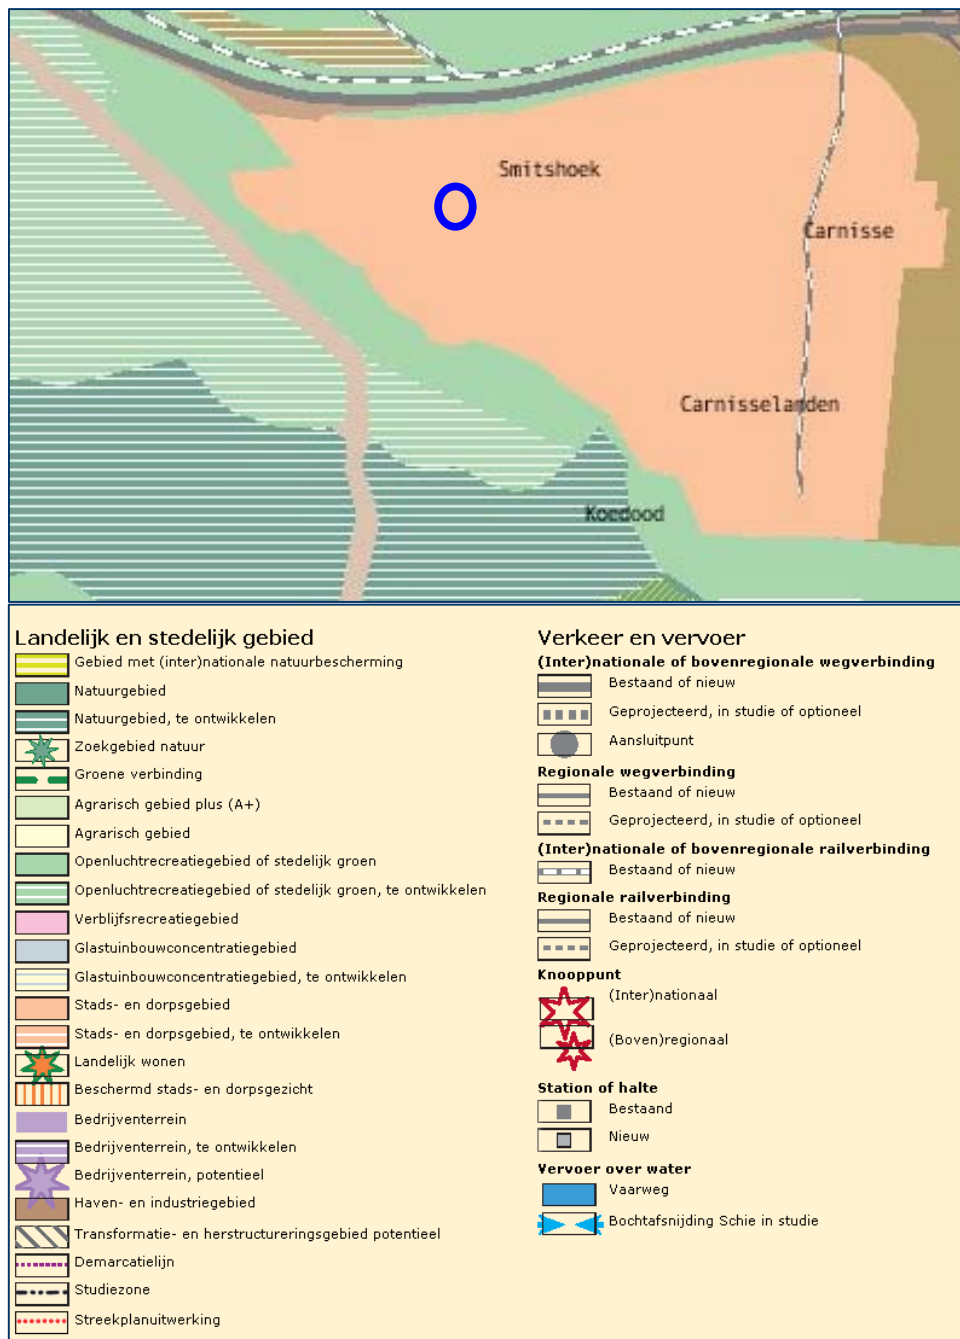 Smitshoek
Carnisse
Carnisselanden
Koedood
Landelijk en stedelijk gebied
Gebied met (inter)nationale natuurbescherming
Natuurgebied
Natuurgebied, te ontwikkelen
Zoekgebied natuur
Groene verbinding
Agrarisch gebied plus (A+)
Agrarisch gebied
Openluchtrecreatiegebied of stedelijk groen
Openluchtrecreatiegebied of stedelijk groen, te ontwikkelen
Verblijfsrecreatiegebied
Glastuinbouwconcentratiegebied
Glastuinbouwconcentratiegebied, te ontwikkelen
Stads- en dorpsgebied
Stads- en dorpsgebied, te ontwikkelen
Landelijk wonen
Beschermd stads- en dorpsgezicht
Bedrijventerrein
Bedrijventerrein, te ontwikkelen
Bedrijventerrein, potentieel
Haven- en industriegebied
Transformatie- en herstructureringsgebied potentieel
Demarcatielijn
Studiezone
Streekplanuitwerking
Verkeer en vervoer
(Inter)nationale of bovenregionale wegverbinding
Bestaand of nieuw
Geprojecteerd, in studie of optioneel
Aansluitpunt
Regionale wegverbinding
Bestaand of nieuw
Geprojecteerd, in studie of optioneel
(Inter)nationale of bovenregionale railverbinding
Bestaand of nieuw
Regionale railverbinding
Bestaand of nieuw
Geprojecteerd, in studie of optioneel
Knooppunt
(Inter)nationaal
(Boven)regionaal
Station of halte
Bestaand
Nieuw
Vervoer over water
Vaarweg
Bochtafsnijding Schie in studie